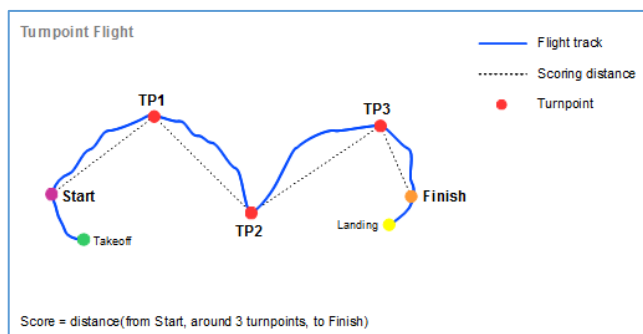 Turnpoint Flight
Flight track
Scoring distance
Turnpoint
TP1
TP3
Start
Finish
TP2
Landing
Takeoff
Score = distance(from Start, around 3 turnpoints, to Finish)